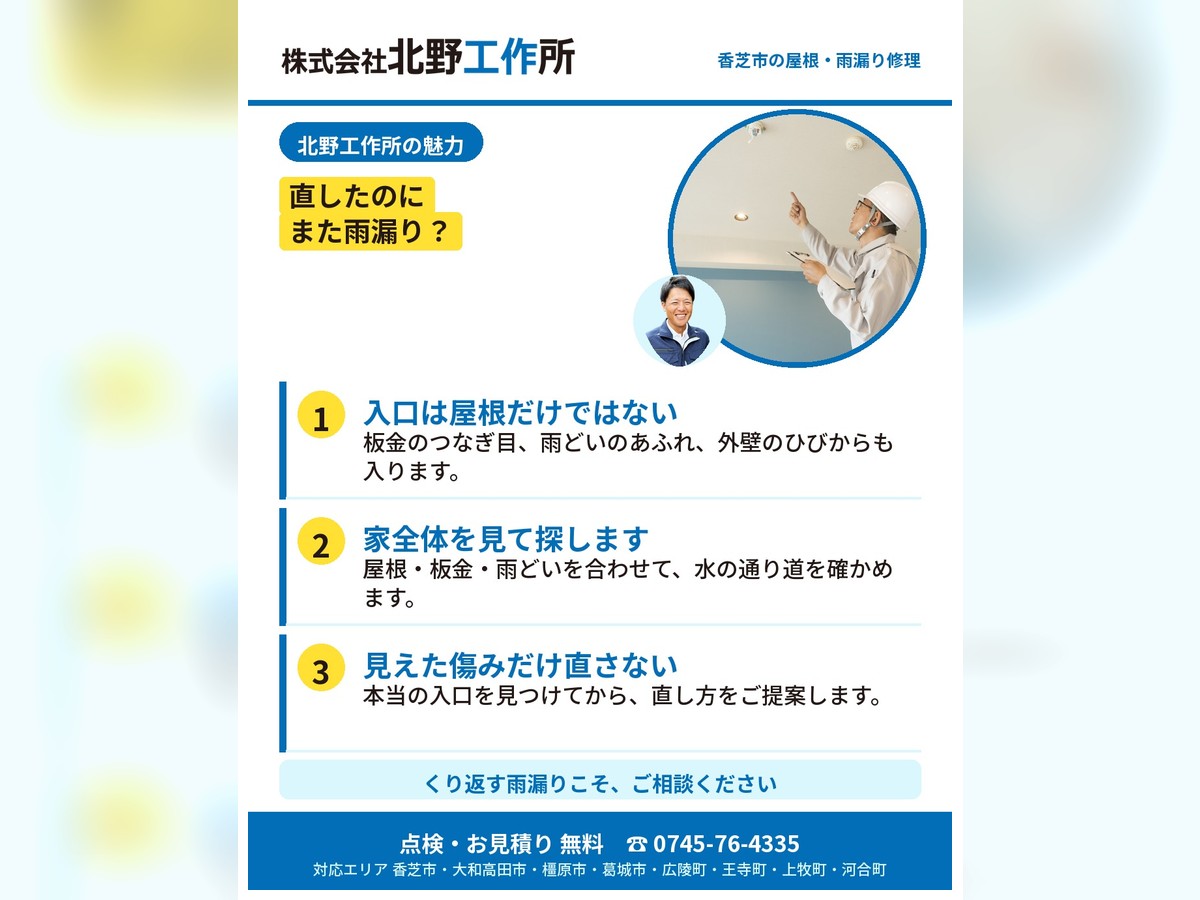 株式会社北野工作所
香芝市の屋根・雨漏り修理
北野工作所の魅力
直したのに
また雨漏り？
1
入口は屋根だけではない
板金のつなぎ目、雨どいのあふれ、外壁のひびからも
入ります。
2
家全体を見て探します
屋根・板金・雨どいを合わせて、水の通り道を確かめ
ます。
3
見えた傷みだけ直さない
本当の入口を見つけてから、直し方をご提案します。
くり返す雨漏りこそ、ご相談ください
点検・お見積り 無料　☎ 0745-76-4335
対応エリア 香芝市・大和高田市・橿原市・葛城市・広陵町・王寺町・上牧町・河合町